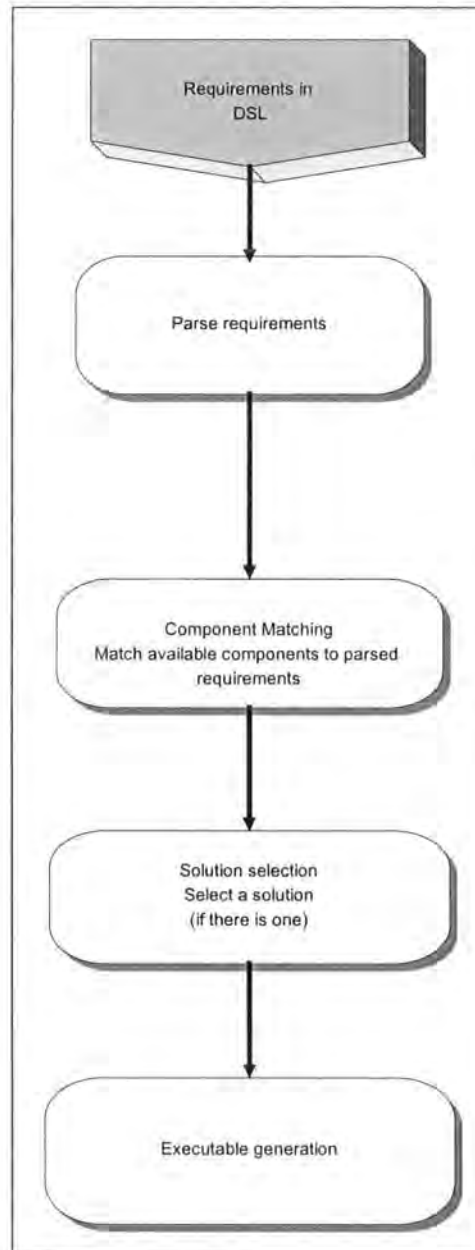 Requirements in
DSL
Parse requirements
Component Matching
Match available components to parsed
requirements
Solution selection
Select a solution
(if there is one)
Executable generation